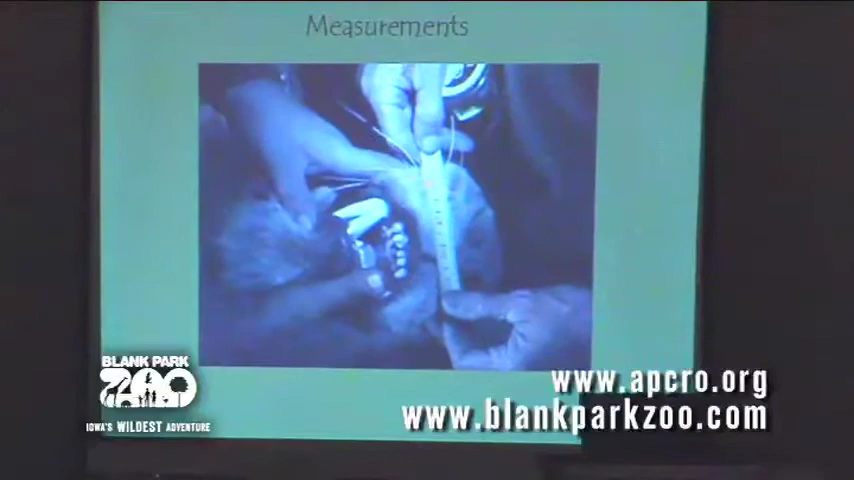 Measurements
BLANK PARK
ZOO
IOWA'S WILDEST ADVENTURE
www.apcro.org
www.blankparkzoo.com